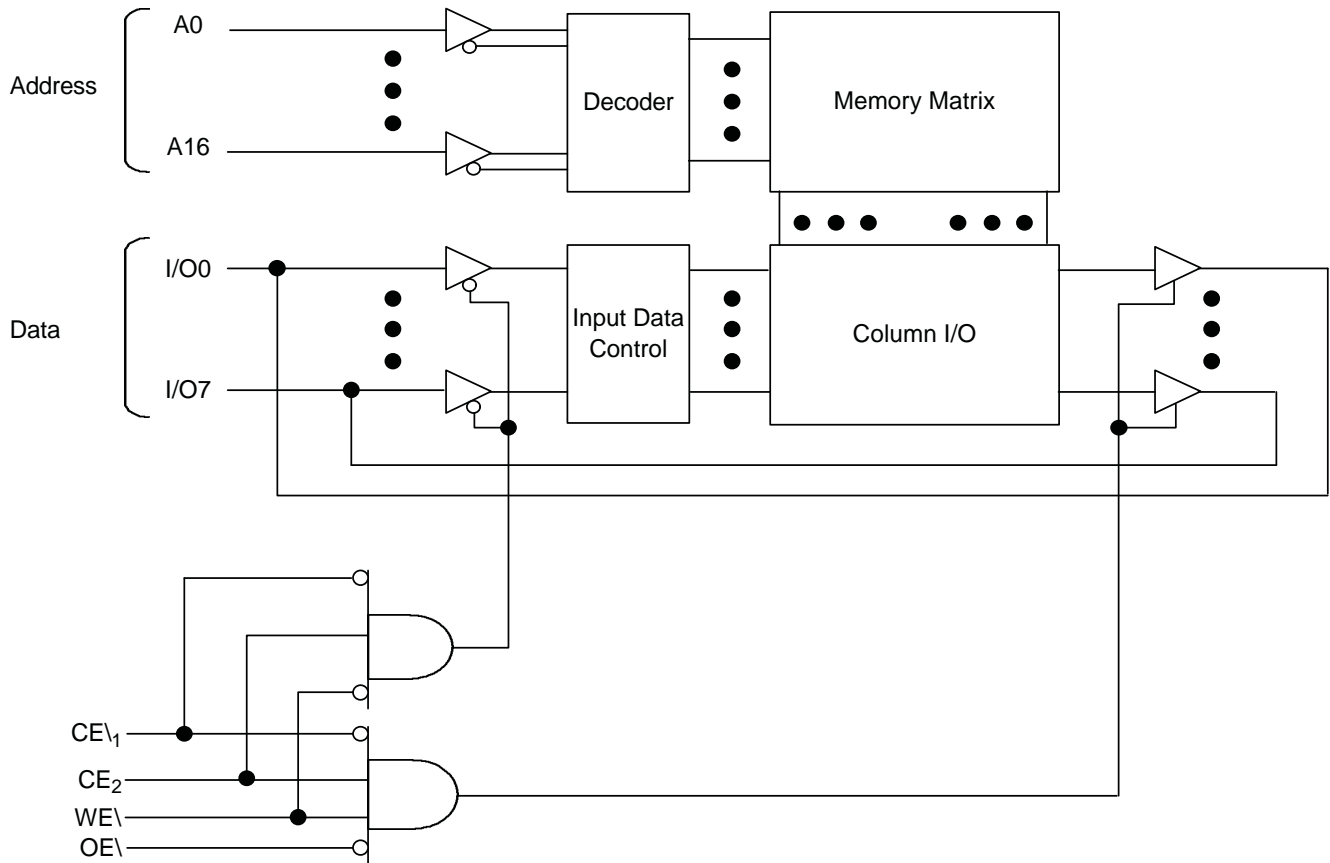 Address
A0
A16
Decoder
Memory Matrix
Data
I/O0
I/O7
Input Data
Control
Column I/O
CE\₁
CE₂
WE\
OE\